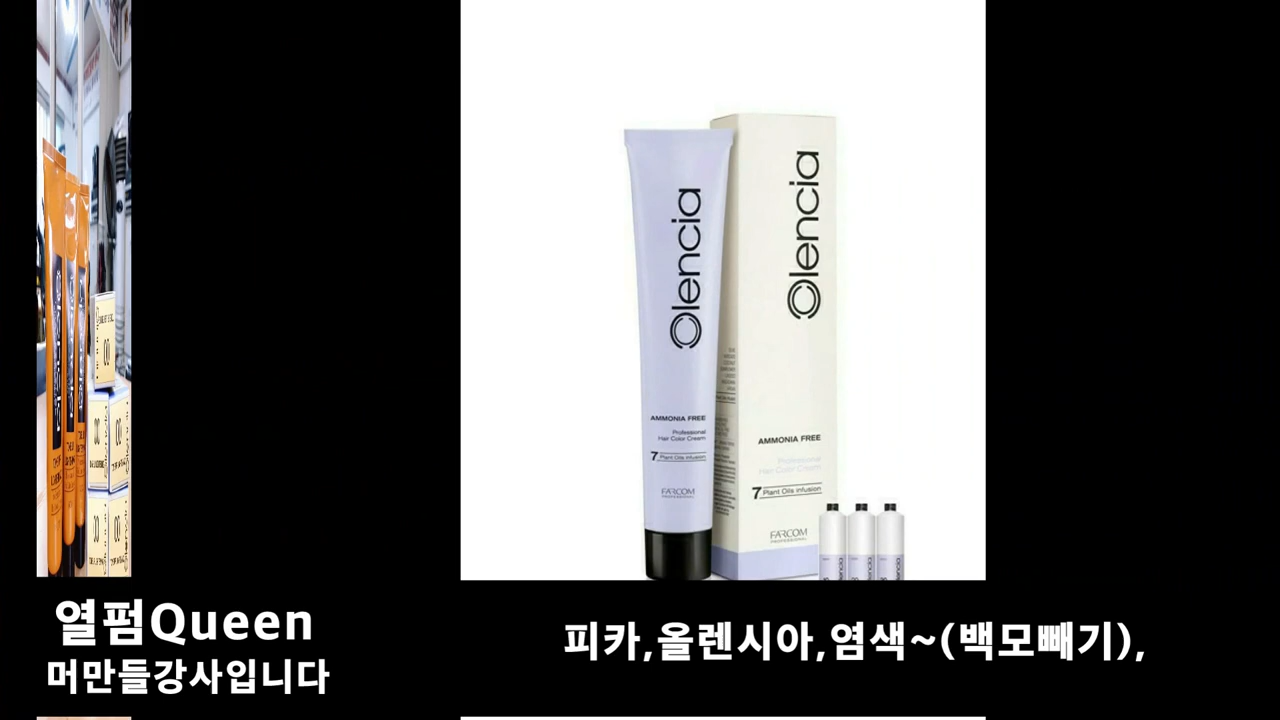 Olencia
AMMONIA FREE
Professional
Hair Color Cream
7 Plant Oils Infusion
FARCOM
PROFESSIONAL
Olencia
AMMONIA FREE
Professional
Hair Color Cream
7 Plant Oils Infusion
FARCOM
PROFESSIONAL
열펌Queen
머만들강사입니다
피카,올렌시아,염색~(백모빼기),